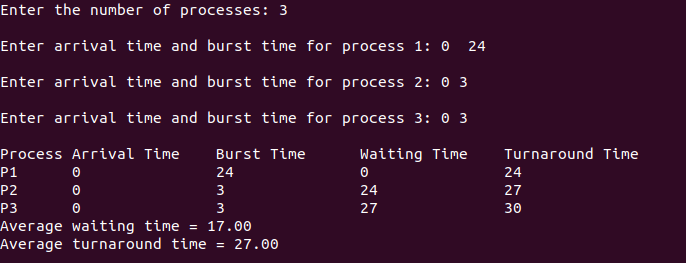 Enter the number of processes: 3
Enter arrival time and burst time for process 1: 0  24
Enter arrival time and burst time for process 2: 0 3
Enter arrival time and burst time for process 3: 0 3
Process Arrival Time    Burst Time      Waiting Time    Turnaround Time
P1      0               24              0               24
P2      0               3               24              27
P3      0               3               27              30
Average waiting time = 17.00
Average turnaround time = 27.00